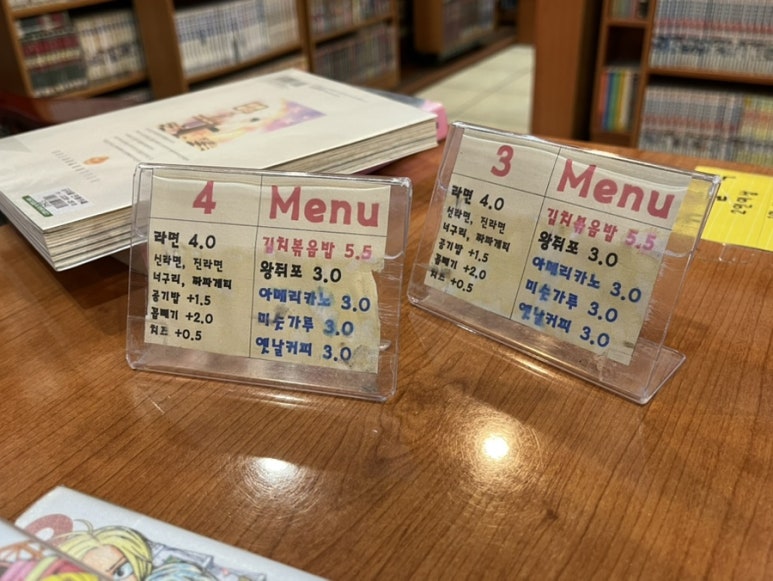 4
Menu
라면 4.0
신라면, 진라면
너구리, 짜파게티
공기밥 +1.5
곱빼기 +2.0
치즈 +0.5
김치볶음밥 5.5
왕쥐포 3.0
아메리카노 3.0
미숫가루 3.0
옛날커피 3.0
3
Menu
라면 4.0
신라면, 진라면
너구리, 짜파게티
공기밥 +1.5
곱빼기 +2.0
치즈 +0.5
김치볶음밥 5.5
왕쥐포 3.0
아메리카노 3.0
미숫가루 3.0
옛날커피 3.0